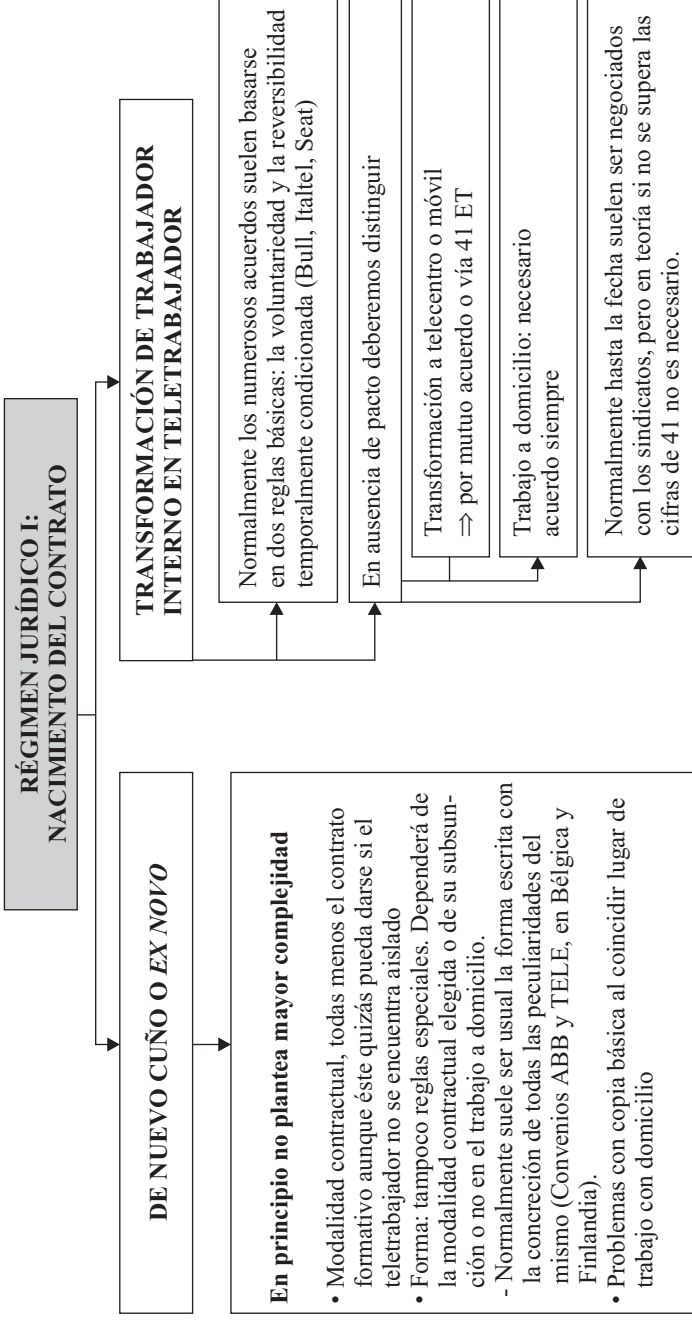 RÉGIMEN JURÍDICO I:
NACIMIENTO DEL CONTRATO
DE NUEVO CUÑO O EX NOVO
En principio no plantea mayor complejidad
• Modalidad contractual, todas menos el contrato
formativo aunque éste quizás pueda darse si el
teletrabajador no se encuentra aislado
• Forma: tampoco reglas especiales. Dependerá de
la modalidad contractual elegida o de su subsun-
ción o no en el trabajo a domicilio.
- Normalmente suele ser usual la forma escrita con
la concreción de todas las peculiaridades del
mismo (Convenios ABB y TELE, en Bélgica y
Finlandia).
• Problemas con copia básica al coincidir lugar de
trabajo con domicilio
TRANSFORMACIÓN DE TRABAJADOR
INTERNO EN TELETRABAJADOR
Normalmente los numerosos acuerdos suelen basarse
en dos reglas básicas: la voluntariedad y la reversibilidad
temporalmente condicionada (Bull, Italtel, Seat)
En ausencia de pacto deberemos distinguir
Transformación a telecentro o móvil
⇒ por mutuo acuerdo o vía 41 ET
Trabajo a domicilio: necesario
acuerdo siempre
Normalmente hasta la fecha suelen ser negociados
con los sindicatos, pero en teoría si no se supera las
cifras de 41 no es necesario.